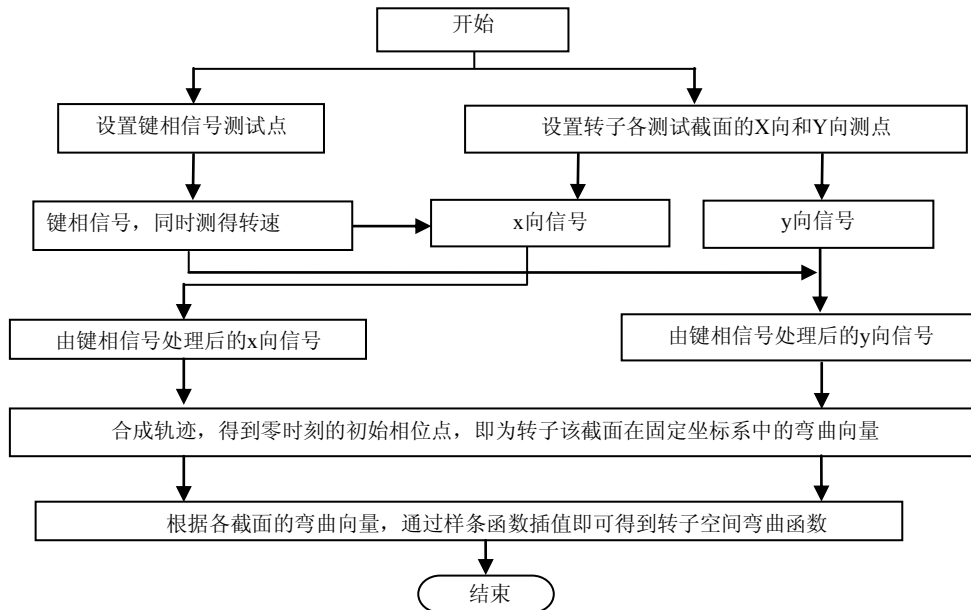 开始
设置键相信号测试点
设置转子各测试截面的X向和Y向测点
键相信号，同时测得转速
x向信号
y向信号
由键相信号处理后的x向信号
由键相信号处理后的y向信号
合成轨迹，得到零时刻的初始相位点，即为转子该截面在固定坐标系中的弯曲向量
根据各截面的弯曲向量，通过样条函数插值即可得到转子空间弯曲函数
结束